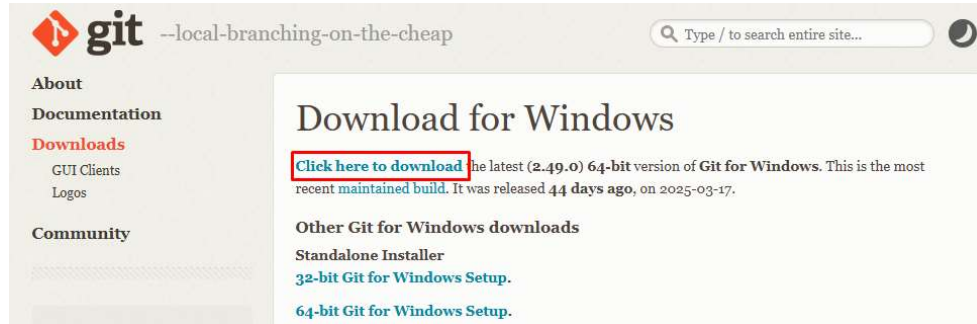 git --local-branching-on-the-cheap
Type / to search entire site...
About
Documentation
Downloads
GUI Clients
Logos
Community
Download for Windows
Click here to download the latest (2.49.0) 64-bit version of Git for Windows. This is the most
recent maintained build. It was released 44 days ago, on 2025-03-17.
Other Git for Windows downloads
Standalone Installer
32-bit Git for Windows Setup.
64-bit Git for Windows Setup.